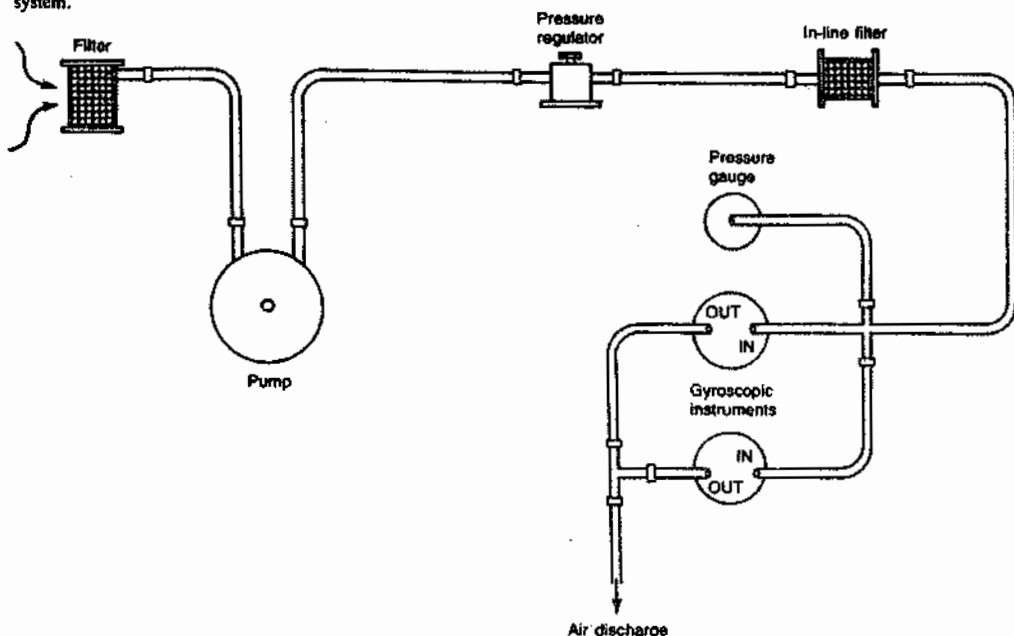 system.
Filter
Pressure
regulator
In-line filter
Pressure
gauge
OUT
IN
Pump
Gyroscopic
instruments
IN
OUT
Air discharge